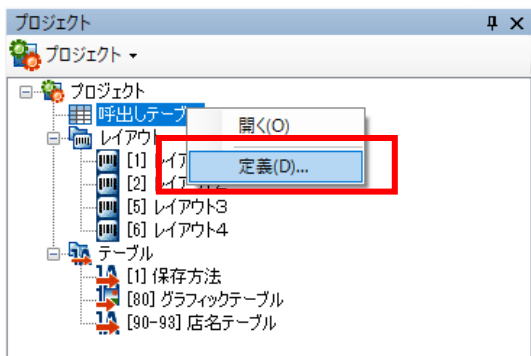 プロジェクト
プロジェクト
プロジェクト
呼出しテーブ
開く(O)
レイアウト
定義(D)...
[1] レイア
[2] レイアウト2
[5] レイアウト3
[6] レイアウト4
テーブル
[1] 保存方法
[80] グラフィックテーブル
[90-93] 店名テーブル